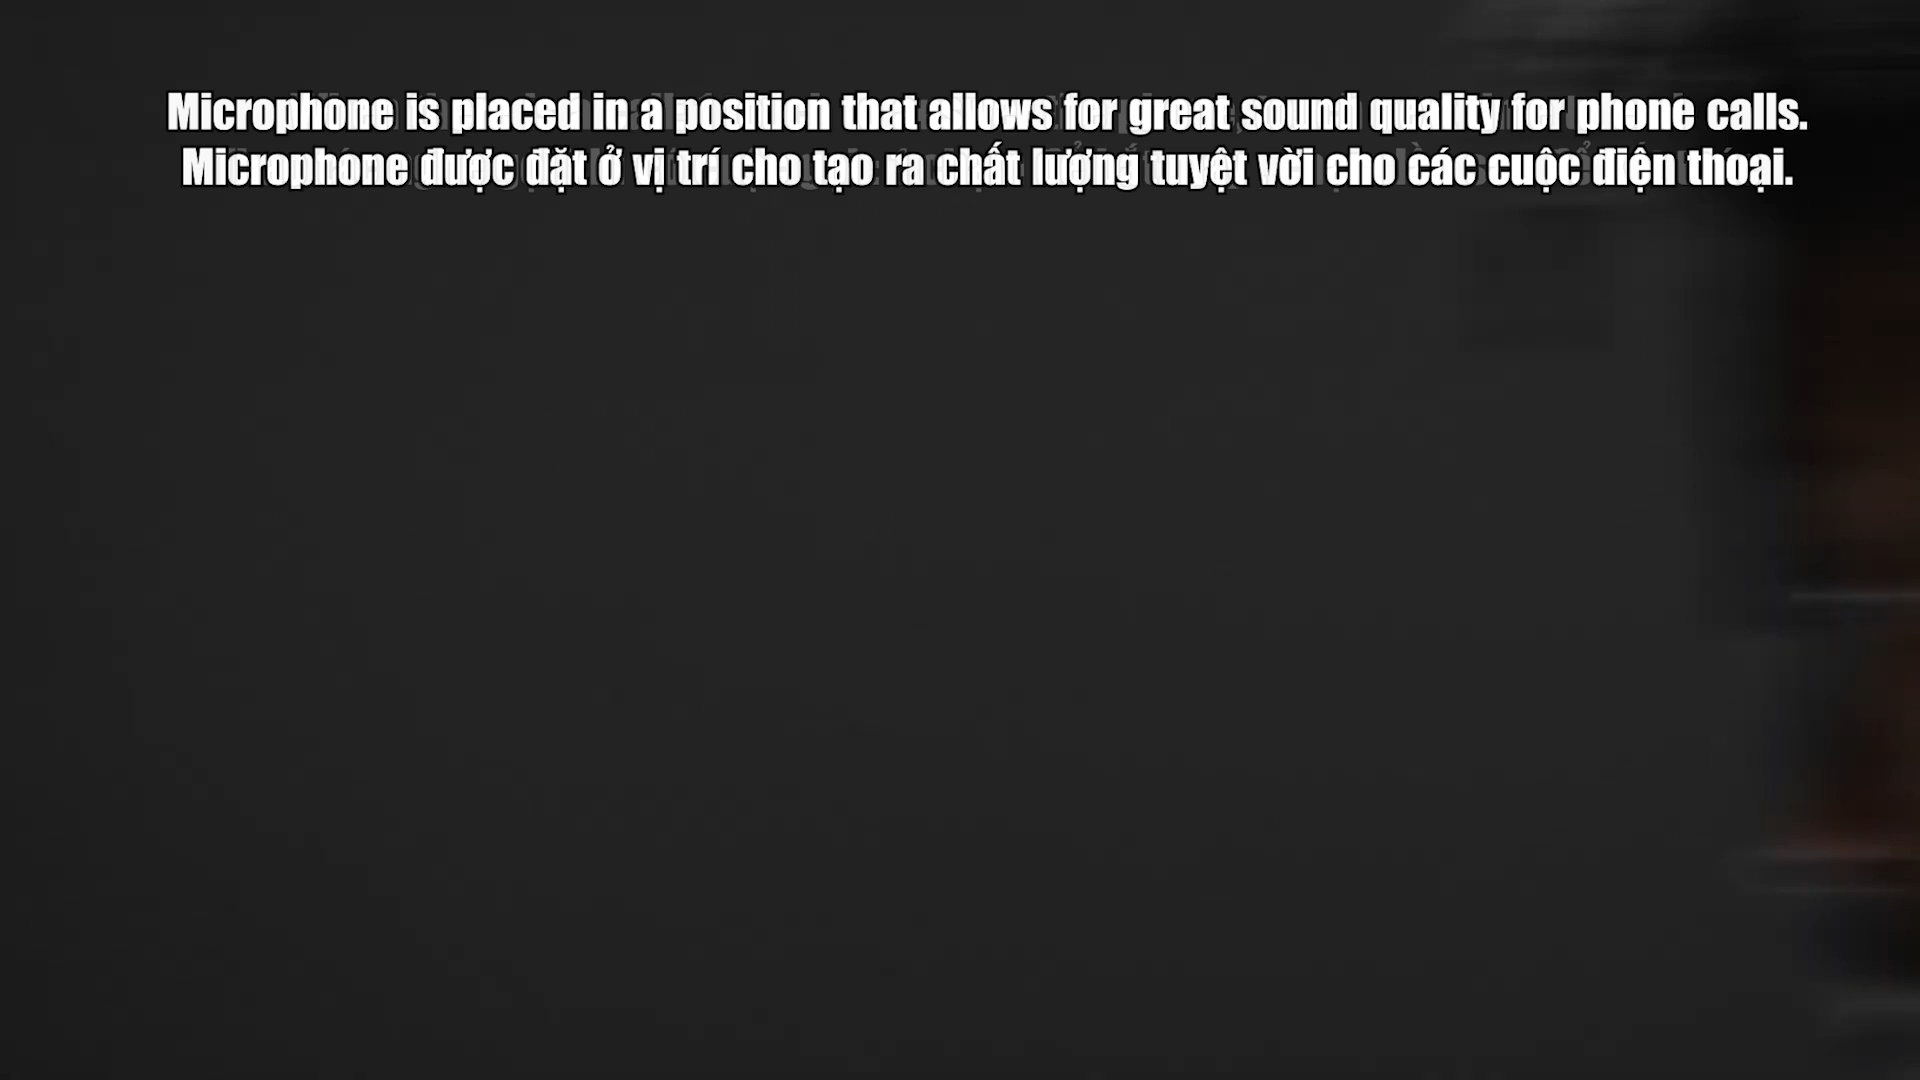 Microphone is placed in a position that allows for great sound quality for phone calls.
Microphone được đặt ở vị trí cho tạo ra chất lượng tuyệt vời cho các cuộc điện thoại.